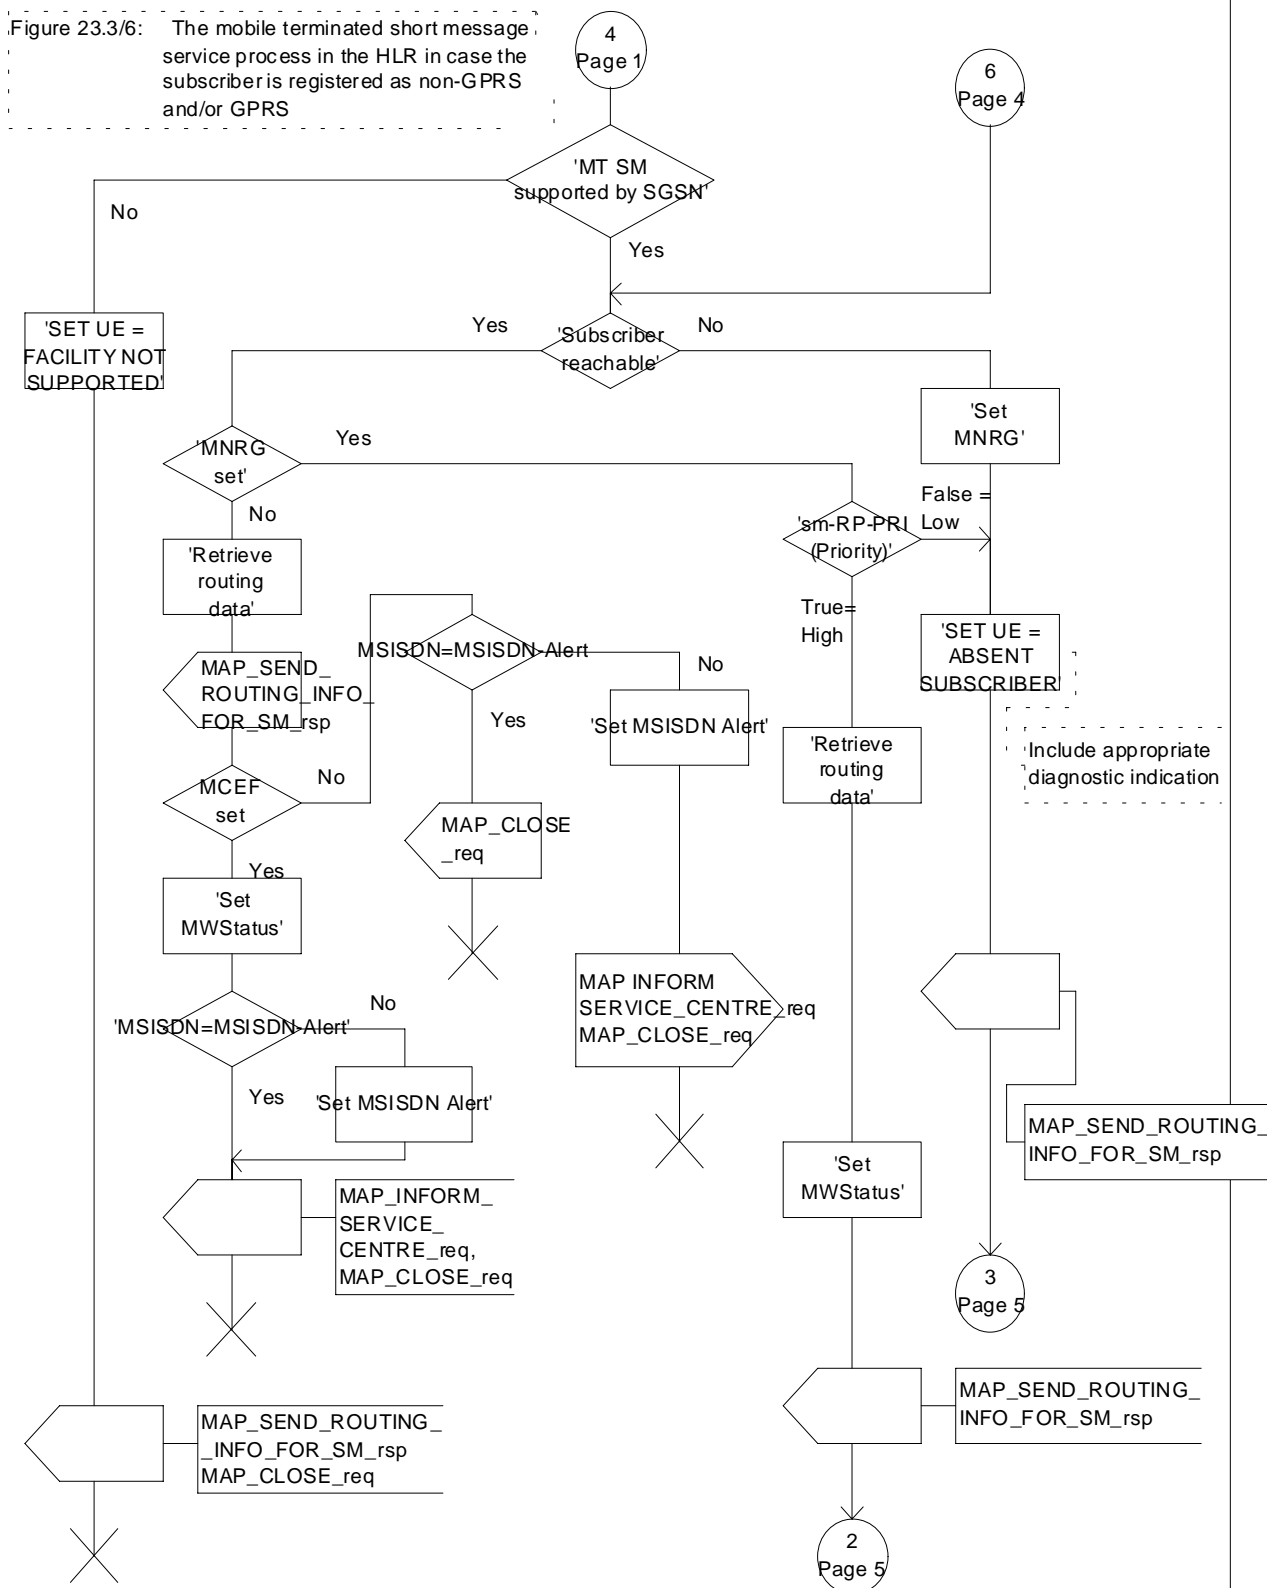 Figure 23.3/6: The mobile terminated short message
service process in the HLR in case the
subscriber is registered as non-GPRS
and/or GPRS
4
Page 1
6
Page 4
'MT SM
supported by SGSN'
No
Yes
'SET UE =
FACILITY NOT
SUPPORTED'
Yes
'Subscriber
reachable'
No
'Set
MNRG'
'MNRG
set'
Yes
No
False =
Low
'sm-RP-PRI
(Priority)'
True=
High
'Retrieve
routing
data'
'SET UE =
ABSENT
SUBSCRIBER'
Include appropriate
diagnostic indication
MAP_SEND_
ROUTING_INFO_
FOR_SM_rsp
MSISDN=MSISDN-Alert
No
Yes
'Set MSISDN Alert'
'Retrieve
routing
data'
MCEF
set
No
Yes
MAP_CLOSE
_req
'Set
MWStatus'
MAP INFORM
SERVICE_CENTRE_req
MAP_CLOSE_req
'MSISDN=MSISDN-Alert'
No
Yes
'Set MSISDN Alert'
MAP_SEND_ROUTING_
INFO_FOR_SM_rsp
'Set
MWStatus'
MAP_INFORM_
SERVICE_
CENTRE_req,
MAP_CLOSE_req
3
Page 5
MAP_SEND_ROUTING_
INFO_FOR_SM_rsp
MAP_SEND_ROUTING_
_INFO_FOR_SM_rsp
MAP_CLOSE_req
2
Page 5